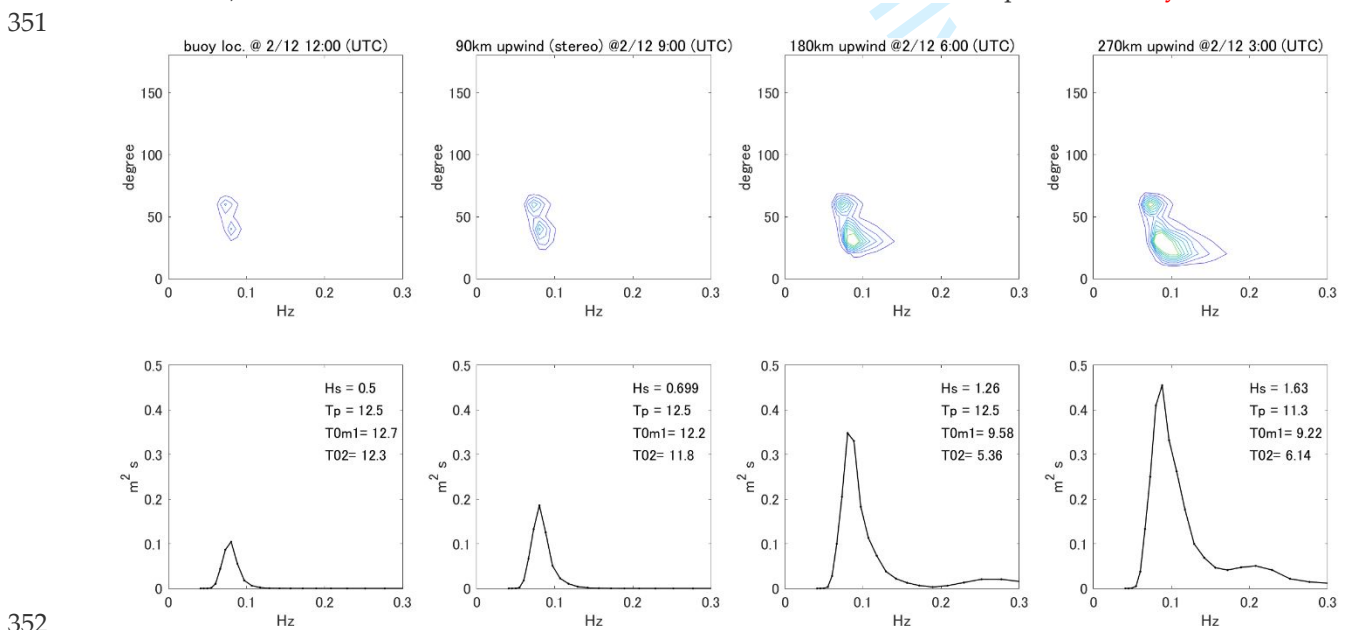 351
buoy loc. @ 2/12 12:00 (UTC)
90km upwind (stereo) @2/12 9:00 (UTC)
180km upwind @2/12 6:00 (UTC)
270km upwind @2/12 3:00 (UTC)
degree
150
100
50
0
0
0.1
0.2
0.3
Hz
degree
150
100
50
0
0
0.1
0.2
0.3
Hz
degree
150
100
50
0
0
0.1
0.2
0.3
Hz
degree
150
100
50
0
0
0.1
0.2
0.3
Hz
m² s
0.5
0.4
0.3
0.2
0.1
0
Hs = 0.5
Tp = 12.5
T0m1= 12.7
T02= 12.3
0
0.1
0.2
0.3
Hz
m² s
0.5
0.4
0.3
0.2
0.1
0
Hs = 0.699
Tp = 12.5
T0m1= 12.2
T02= 11.8
0
0.1
0.2
0.3
Hz
m² s
0.5
0.4
0.3
0.2
0.1
0
Hs = 1.26
Tp = 12.5
T0m1= 9.58
T02= 5.36
0
0.1
0.2
0.3
Hz
m² s
0.5
0.4
0.3
0.2
0.1
0
Hs = 1.63
Tp = 11.3
T0m1= 9.22
T02= 6.14
0
0.1
0.2
0.3
Hz
352